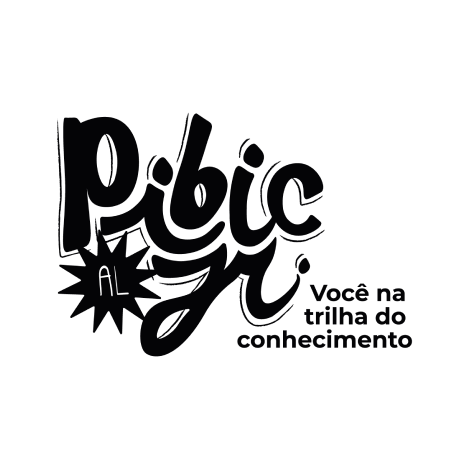 Pibic
AL
Jr.
Você na
trilha do
conhecimento